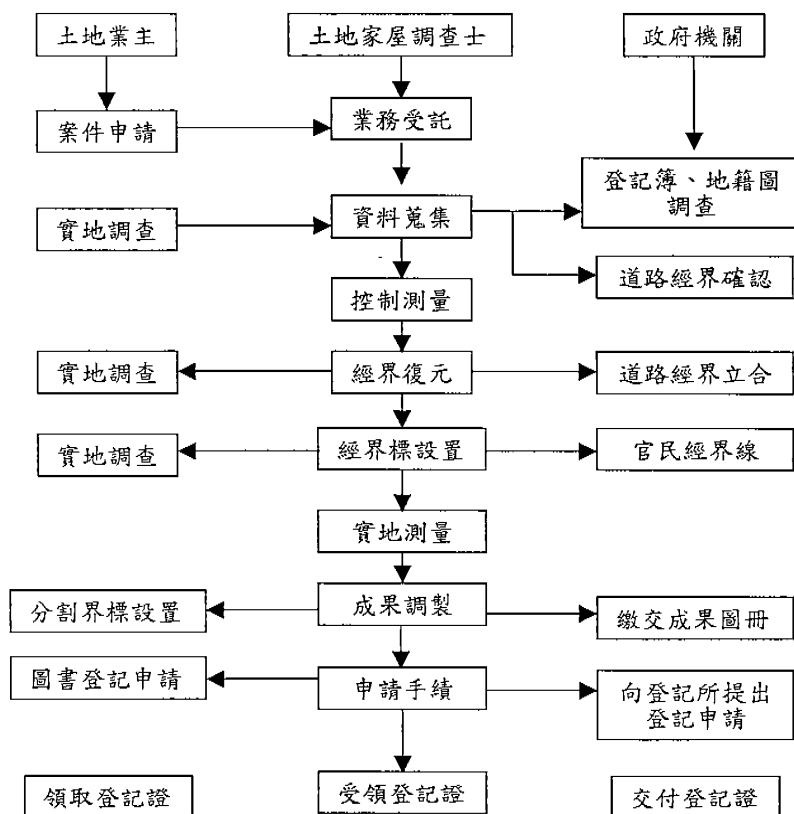 土地業主
土地家屋調查士
政府機關
案件申請
業務受託
登記簿、地籍圖
調查
實地調查
資料蒐集
道路經界確認
控制測量
實地調查
經界復元
道路經界立合
實地調查
經界標設置
官民經界線
實地測量
分割界標設置
成果調製
繳交成果圖冊
圖書登記申請
申請手續
向登記所提出
登記申請
領取登記證
受領登記證
交付登記證